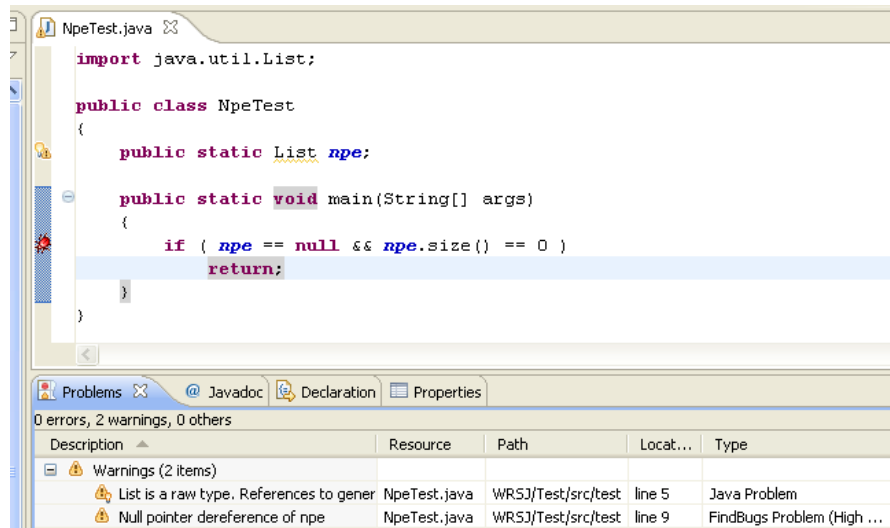 NpeTest.java
import java.util.List;
public class NpeTest
{
public static List npe;
public static void main(String[] args)
{
if ( npe == null && npe.size() == 0 )
return;
}
}
Problems @ Javadoc Declaration Properties
0 errors, 2 warnings, 0 others
Description Resource Path Locat... Type
Warnings (2 items)
List is a raw type. References to gener NpeTest.java WRSJ/Test/src/test line 5 Java Problem
Null pointer dereference of npe NpeTest.java WRSJ/Test/src/test line 9 FindBugs Problem (High ...